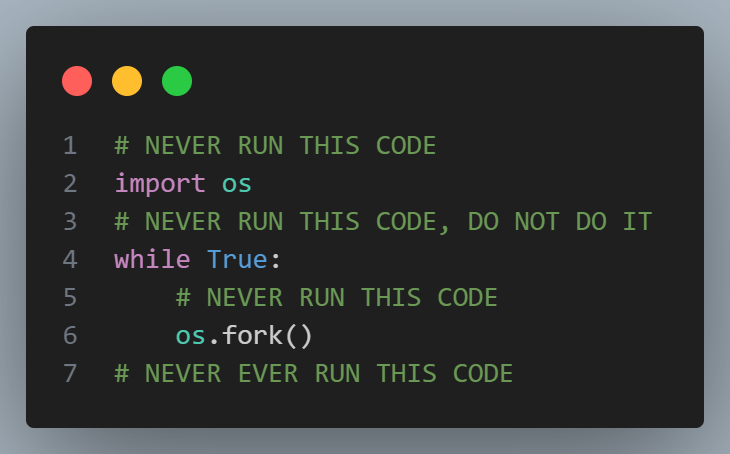 1 # NEVER RUN THIS CODE
2 import os
3 # NEVER RUN THIS CODE, DO NOT DO IT
4 while True:
5     # NEVER RUN THIS CODE
6     os.fork()
7 # NEVER EVER RUN THIS CODE